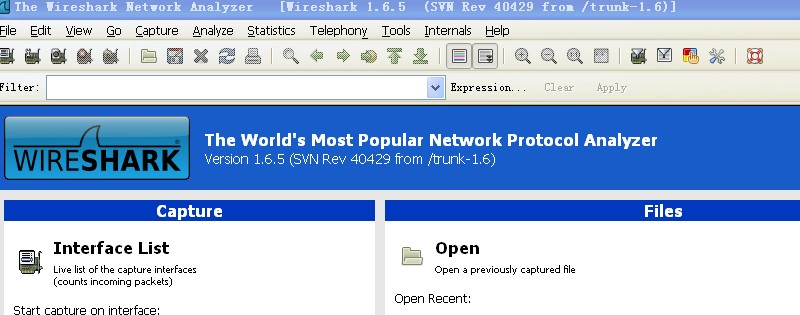 The Wireshark Network Analyzer [Wireshark 1.6.5 (SVN Rev 40429 from /trunk-1.6)]
File Edit View Go Capture Analyze Statistics Telephony Tools Internals Help
Filter: Expression... Clear Apply
WIRESHARK
The World's Most Popular Network Protocol Analyzer
Version 1.6.5 (SVN Rev 40429 from /trunk-1.6)
Capture
Interface List
Live list of the capture interfaces
(counts incoming packets)
Start capture on interface:
Files
Open
Open a previously captured file
Open Recent: